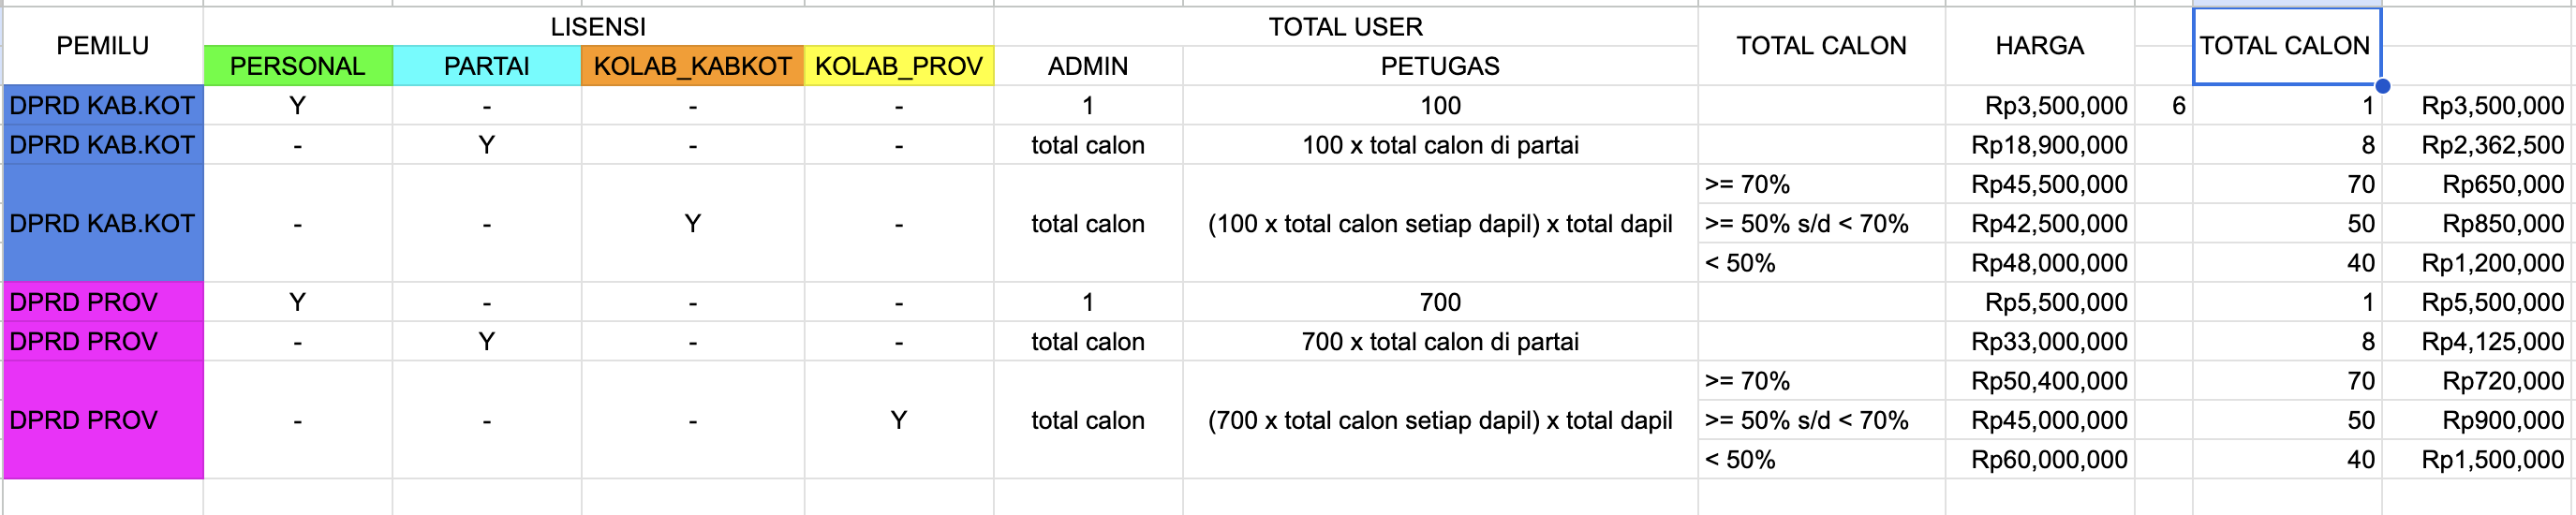 PEMILU LISENSI TOTAL USER TOTAL CALON HARGA TOTAL CALON
PERSONAL PARTAI KOLAB_KABKOT KOLAB_PROV ADMIN PETUGAS
DPRD KAB.KOT Y - - - 1 100 Rp3,500,000 6 1 Rp3,500,000
DPRD KAB.KOT - Y - - total calon 100 x total calon di partai Rp18,900,000 8 Rp2,362,500
>= 70% Rp45,500,000 70 Rp650,000
DPRD KAB.KOT - - Y - total calon (100 x total calon setiap dapil) x total dapil >= 50% s/d < 70% Rp42,500,000 50 Rp850,000
< 50% Rp48,000,000 40 Rp1,200,000
DPRD PROV Y - - - 1 700 Rp5,500,000 1 Rp5,500,000
DPRD PROV - Y - - total calon 700 x total calon di partai Rp33,000,000 8 Rp4,125,000
>= 70% Rp50,400,000 70 Rp720,000
DPRD PROV - - - Y total calon (700 x total calon setiap dapil) x total dapil >= 50% s/d < 70% Rp45,000,000 50 Rp900,000
< 50% Rp60,000,000 40 Rp1,500,000